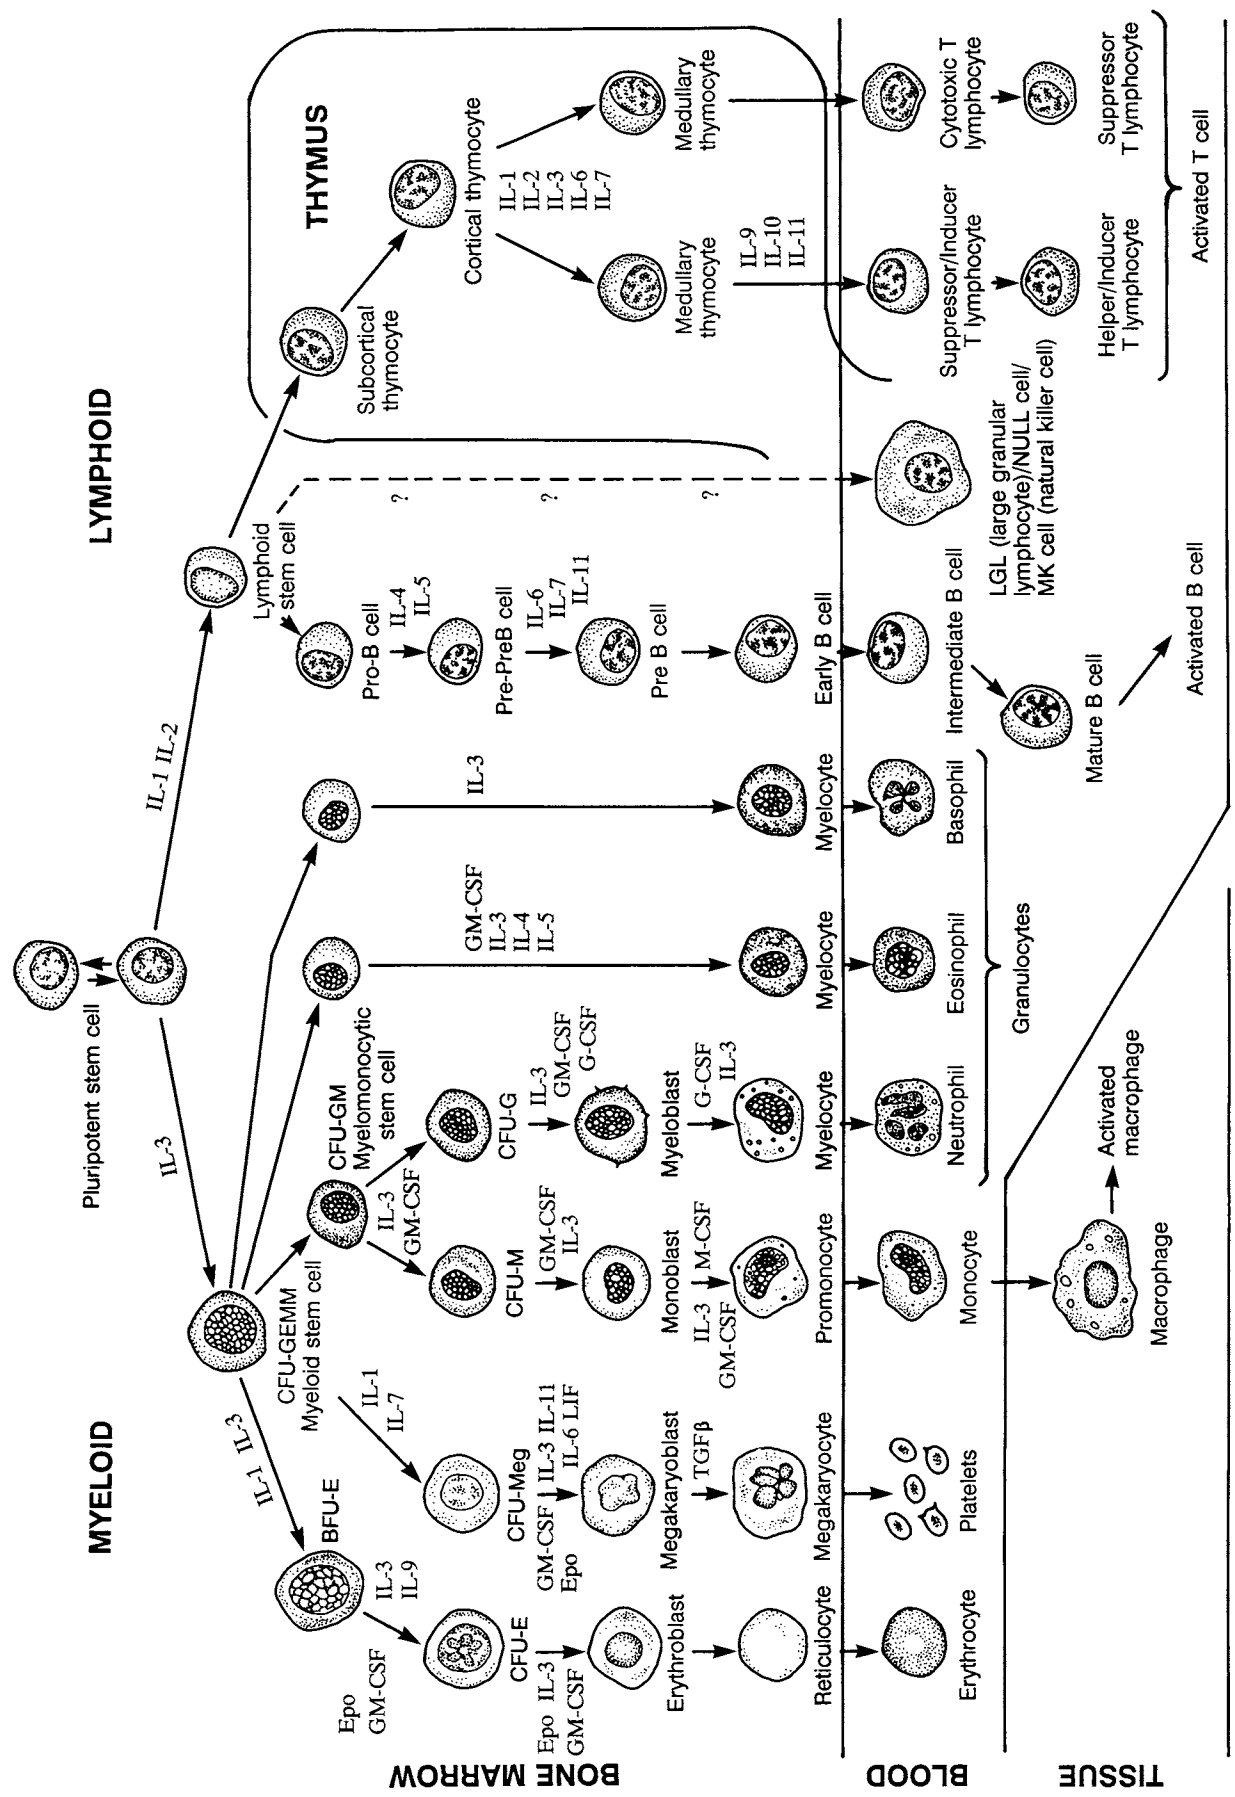 MYELOID
LYMPHOID
THYMUS
Pluripotent stem cell
IL-3
IL-1 IL-2
CFU-GEMM
Myeloid stem cell
Lymphoid
stem cell
IL-1 IL-3
BFU-E
IL-1
IL-7
CFU-GM
Myelomonocytic
stem cell
Subcortical
thymocyte
Epo
GM-CSF
IL-3
IL-9
IL-3
GM-CSF
GM-CSF
IL-3
IL-4
IL-5
IL-3
Pro-B cell
IL-4
IL-5
?
?
?
Cortical thymocyte
IL-1
IL-2
IL-3
IL-6
IL-7
CFU-E
CFU-Meg
CFU-M
CFU-G
Pre-PreB cell
Epo IL-3
GM-CSF
GM-CSF
Epo
IL-3 IL-11
IL-6 LIF
GM-CSF
IL-3
IL-3
GM-CSF
G-CSF
IL-6
IL-7
IL-11
Erythroblast
Megakaryoblast
Monoblast
Myeloblast
Pre B cell
Medullary
thymocyte
Medullary
thymocyte
TGFβ
IL-3
GM-CSF
M-CSF
G-CSF
IL-3
IL-9
IL-10
IL-11
Reticulocyte
Megakaryocyte
Promonocyte
Myelocyte
Myelocyte
Myelocyte
Early B cell
Erythrocyte
Platelets
Monocyte
Neutrophil
Eosinophil
Basophil
Intermediate B cell
LGL (large granular
lymphocyte)/NULL cell/
MK cell (natural killer cell)
Suppressor/Inducer
T lymphocyte
Cytotoxic T
lymphocyte
Granulocytes
Mature B cell
Helper/Inducer
T lymphocyte
Suppressor
T lymphocyte
Macrophage
Activated
macrophage
Activated B cell
Activated T cell
BONE MARROW
BLOOD
TISSUE